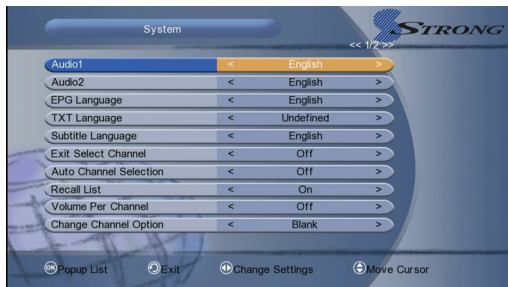 System
STRONG
<< 1/2 >>
Audio1 < English >
Audio2 < English >
EPG Language < English >
TXT Language < Undefined >
Subtitle Language < English >
Exit Select Channel < Off >
Auto Channel Selection < Off >
Recall List < On >
Volume Per Channel < Off >
Change Channel Option < Blank >
OK Popup List Exit Change Settings Move Cursor